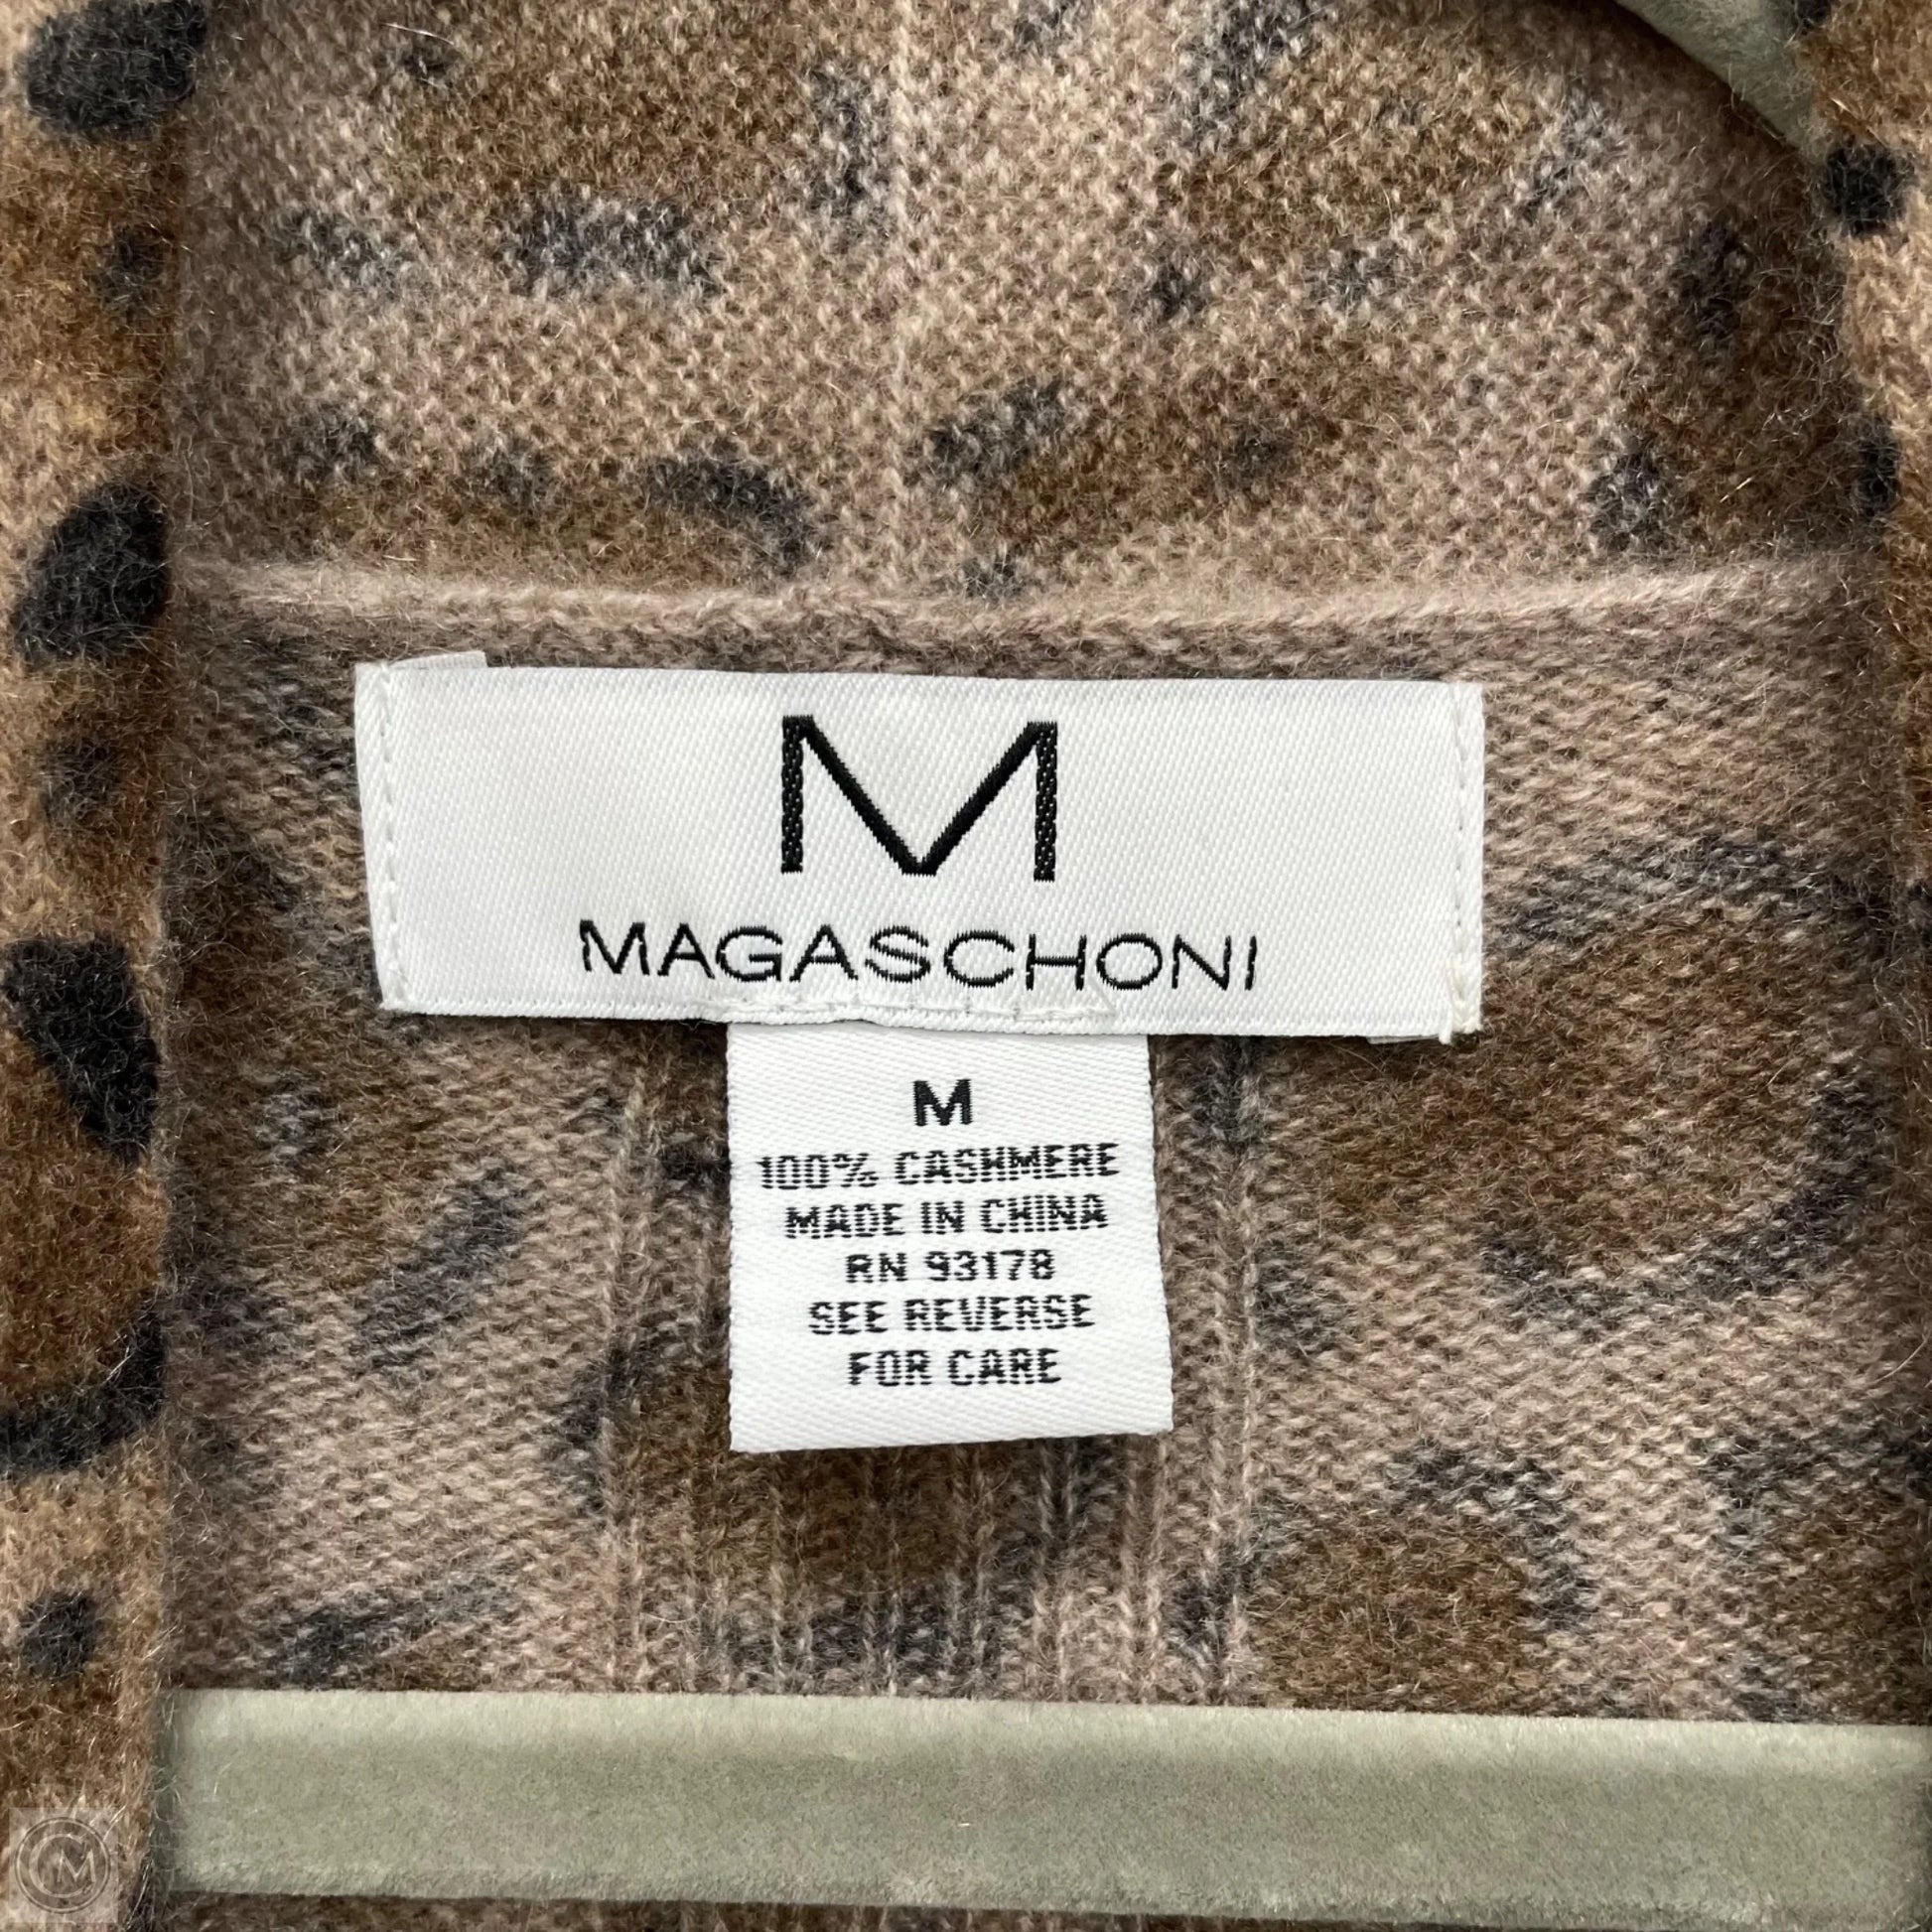 M
MAGASCHONI
M
100% CASHMERE
MADE IN CHINA
RN 93178
SEE REVERSE
FOR CARE